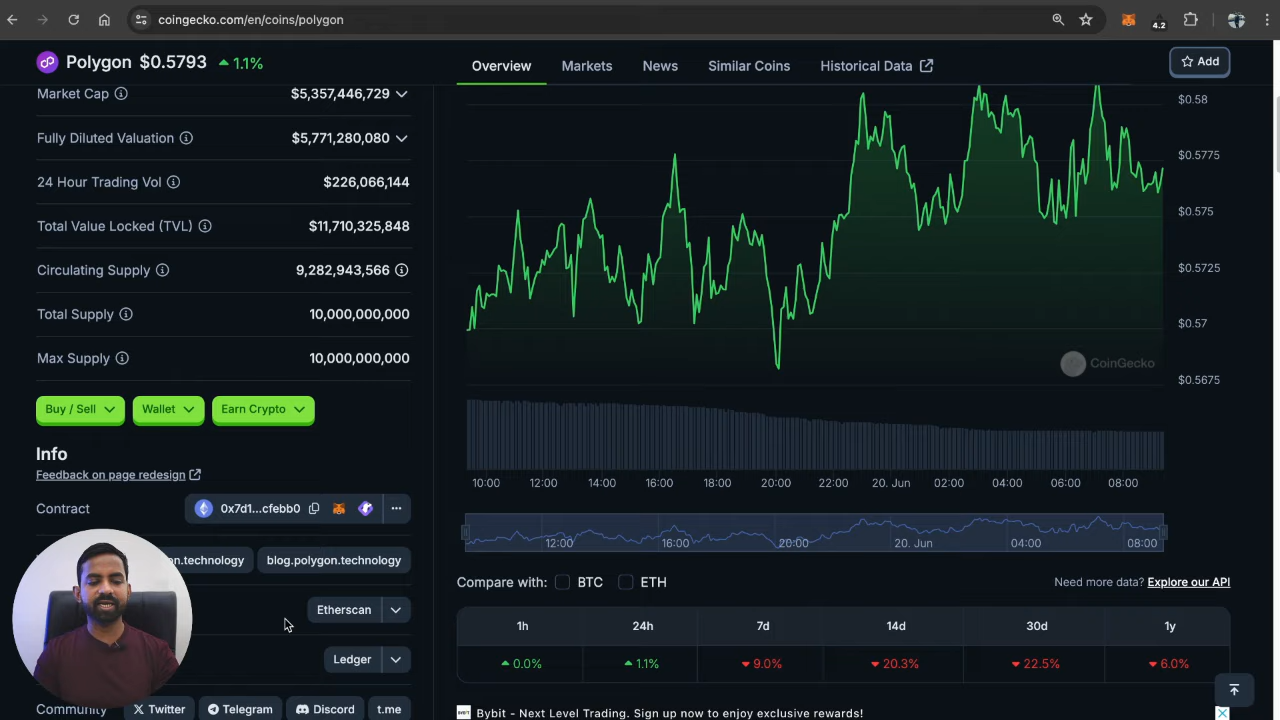 coingecko.com/en/coins/polygon
4.2
Polygon $0.5793 1.1%
Overview Markets News Similar Coins Historical Data
Add
Market Cap $5,357,446,729
Fully Diluted Valuation $5,771,280,080
24 Hour Trading Vol $226,066,144
Total Value Locked (TVL) $11,710,325,848
Circulating Supply 9,282,943,566
Total Supply 10,000,000,000
Max Supply 10,000,000,000
Buy / Sell Wallet Earn Crypto
Info
Feedback on page redesign
Contract 0x7d1...cfebb0
n.technology blog.polygon.technology
Etherscan
Ledger
Community Twitter Telegram Discord t.me
$0.58
$0.5775
$0.575
$0.5725
$0.57
$0.5675
CoinGecko
10:00 12:00 14:00 16:00 18:00 20:00 22:00 20. Jun 02:00 04:00 06:00 08:00
12:00 16:00 20:00 20. Jun 04:00 08:00
Compare with: BTC ETH
Need more data? Explore our API
1h 24h 7d 14d 30d 1y
0.0% 1.1% 9.0% 20.3% 22.5% 6.0%
Bybit - Next Level Trading. Sign up now to enjoy exclusive rewards!